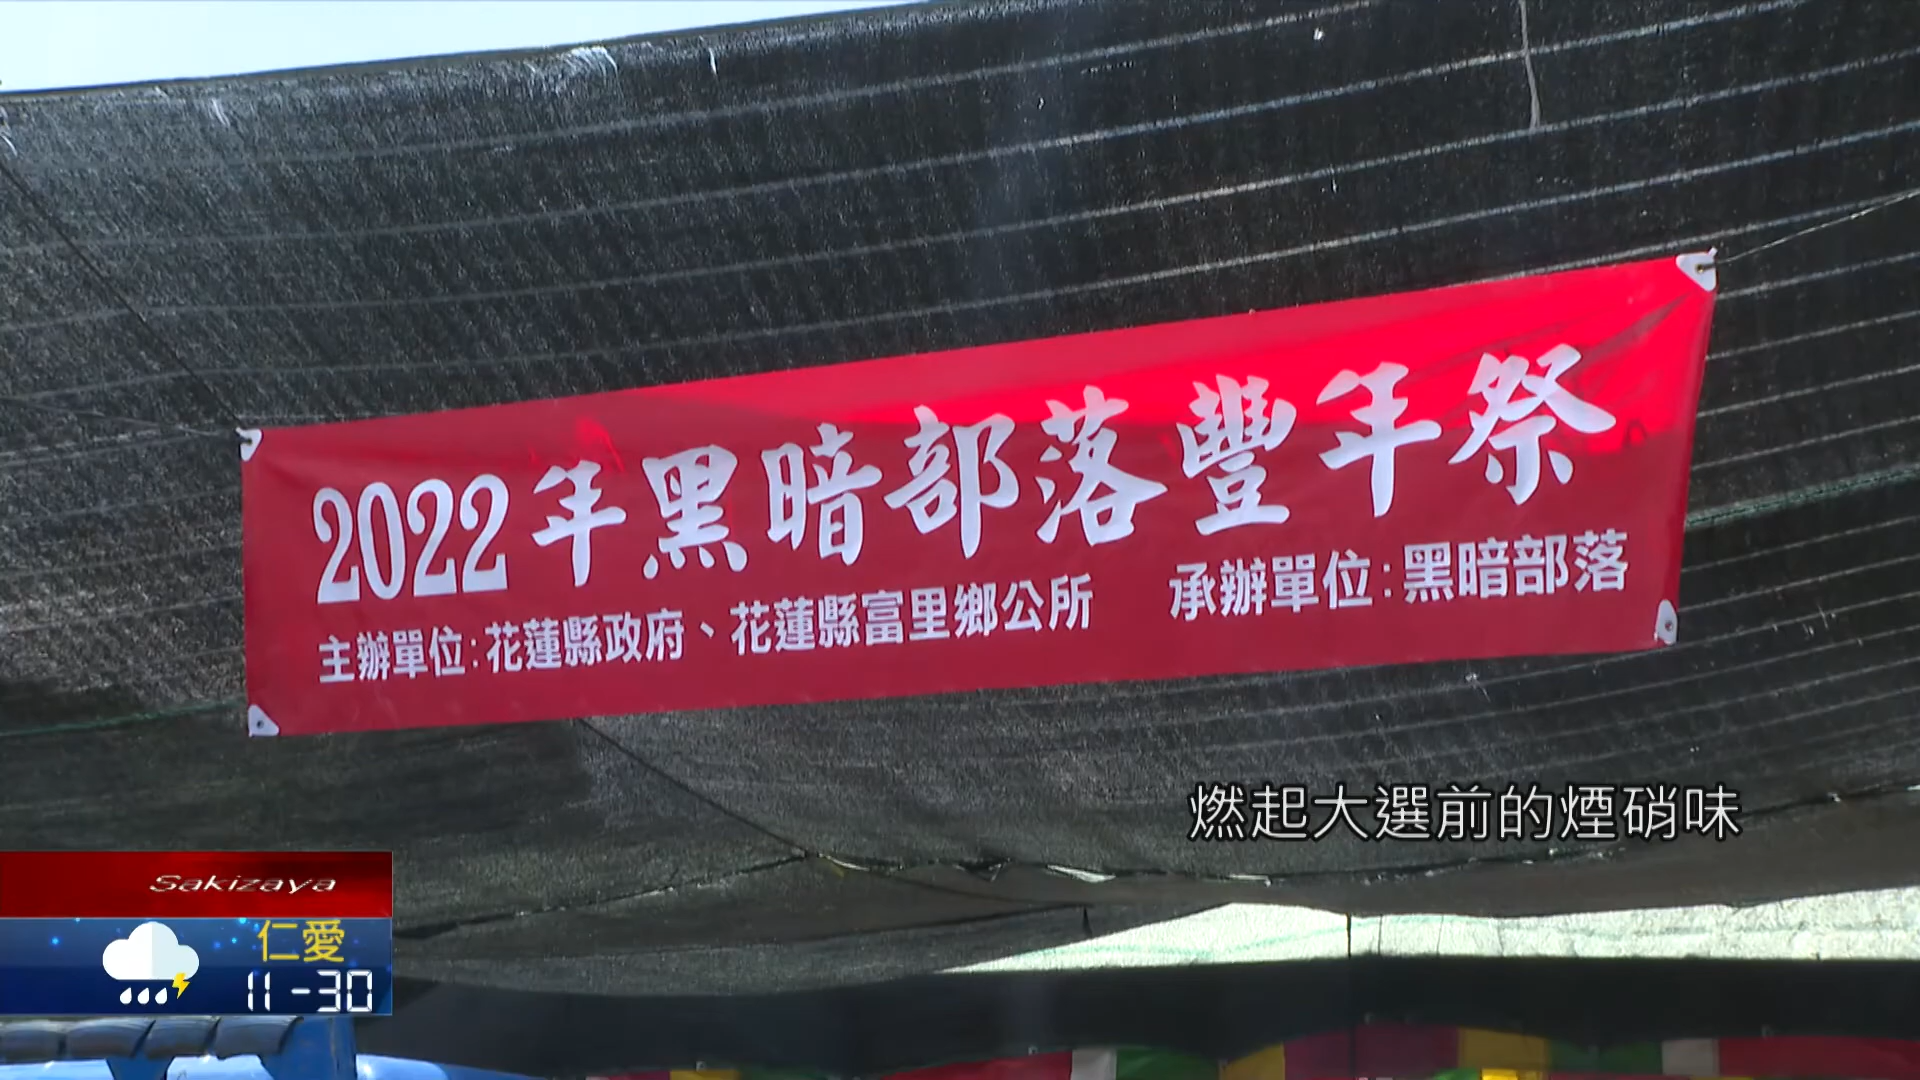 2022年黑暗部落豐年祭
主辦單位:花蓮縣政府、花蓮縣富里鄉公所 承辦單位:黑暗部落
燃起大選前的煙硝味
Sakizaya
仁愛
11-30